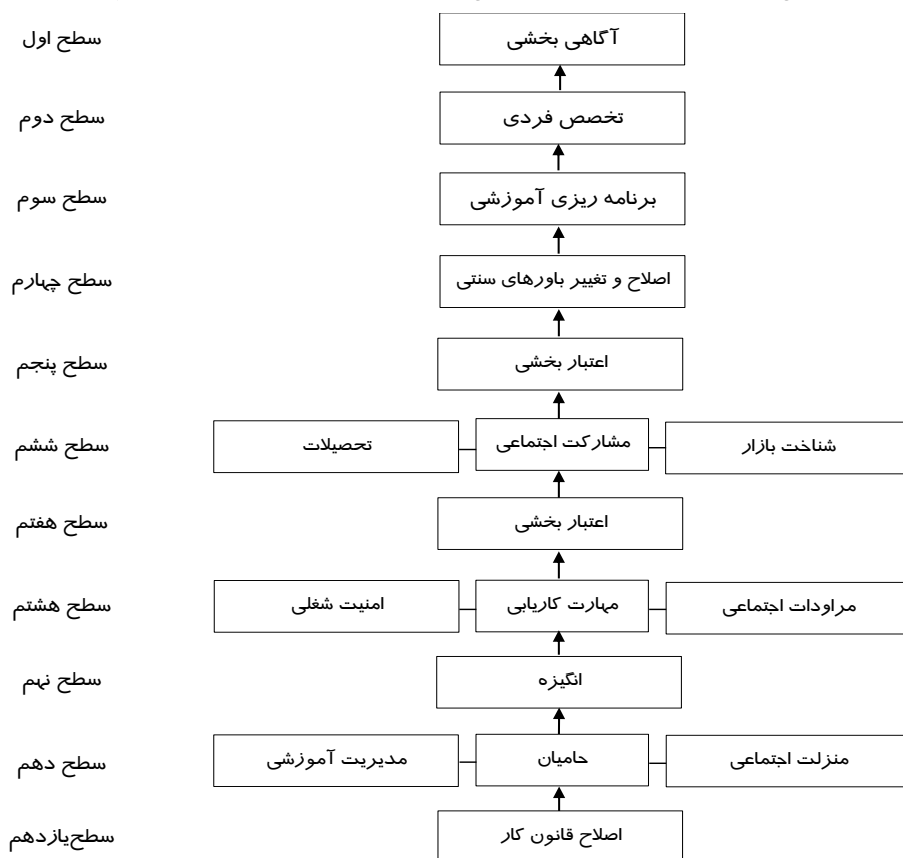 سطح اول
آگاهی بخشی
سطح دوم
تخصص فردی
سطح سوم
برنامه ریزی آموزشی
سطح چهارم
اصلاح و تغییر باورهای سنتی
سطح پنجم
اعتبار بخشی
سطح ششم
شناخت بازار
مشارکت اجتماعی
تحصیلات
سطح هفتم
اعتبار بخشی
سطح هشتم
مراودات اجتماعی
مهارت کاریابی
امنیت شغلی
سطح نهم
انگیزه
سطح دهم
منزلت اجتماعی
حامیان
مدیریت آموزشی
سطح‌یازدهم
اصلاح قانون کار